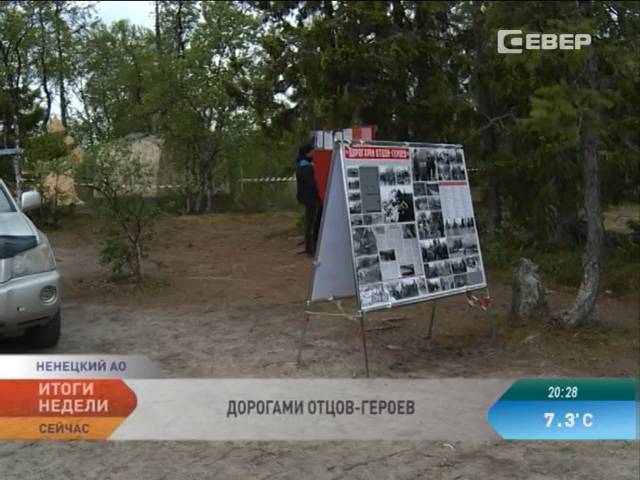 СЕВЕР
ДОРОГАМИ ОТЦОВ-ГЕРОЕВ
НЕНЕЦКИЙ АО
ИТОГИ
НЕДЕЛИ
СЕЙЧАС
ДОРОГАМИ ОТЦОВ-ГЕРОЕВ
20:28
7.3°C